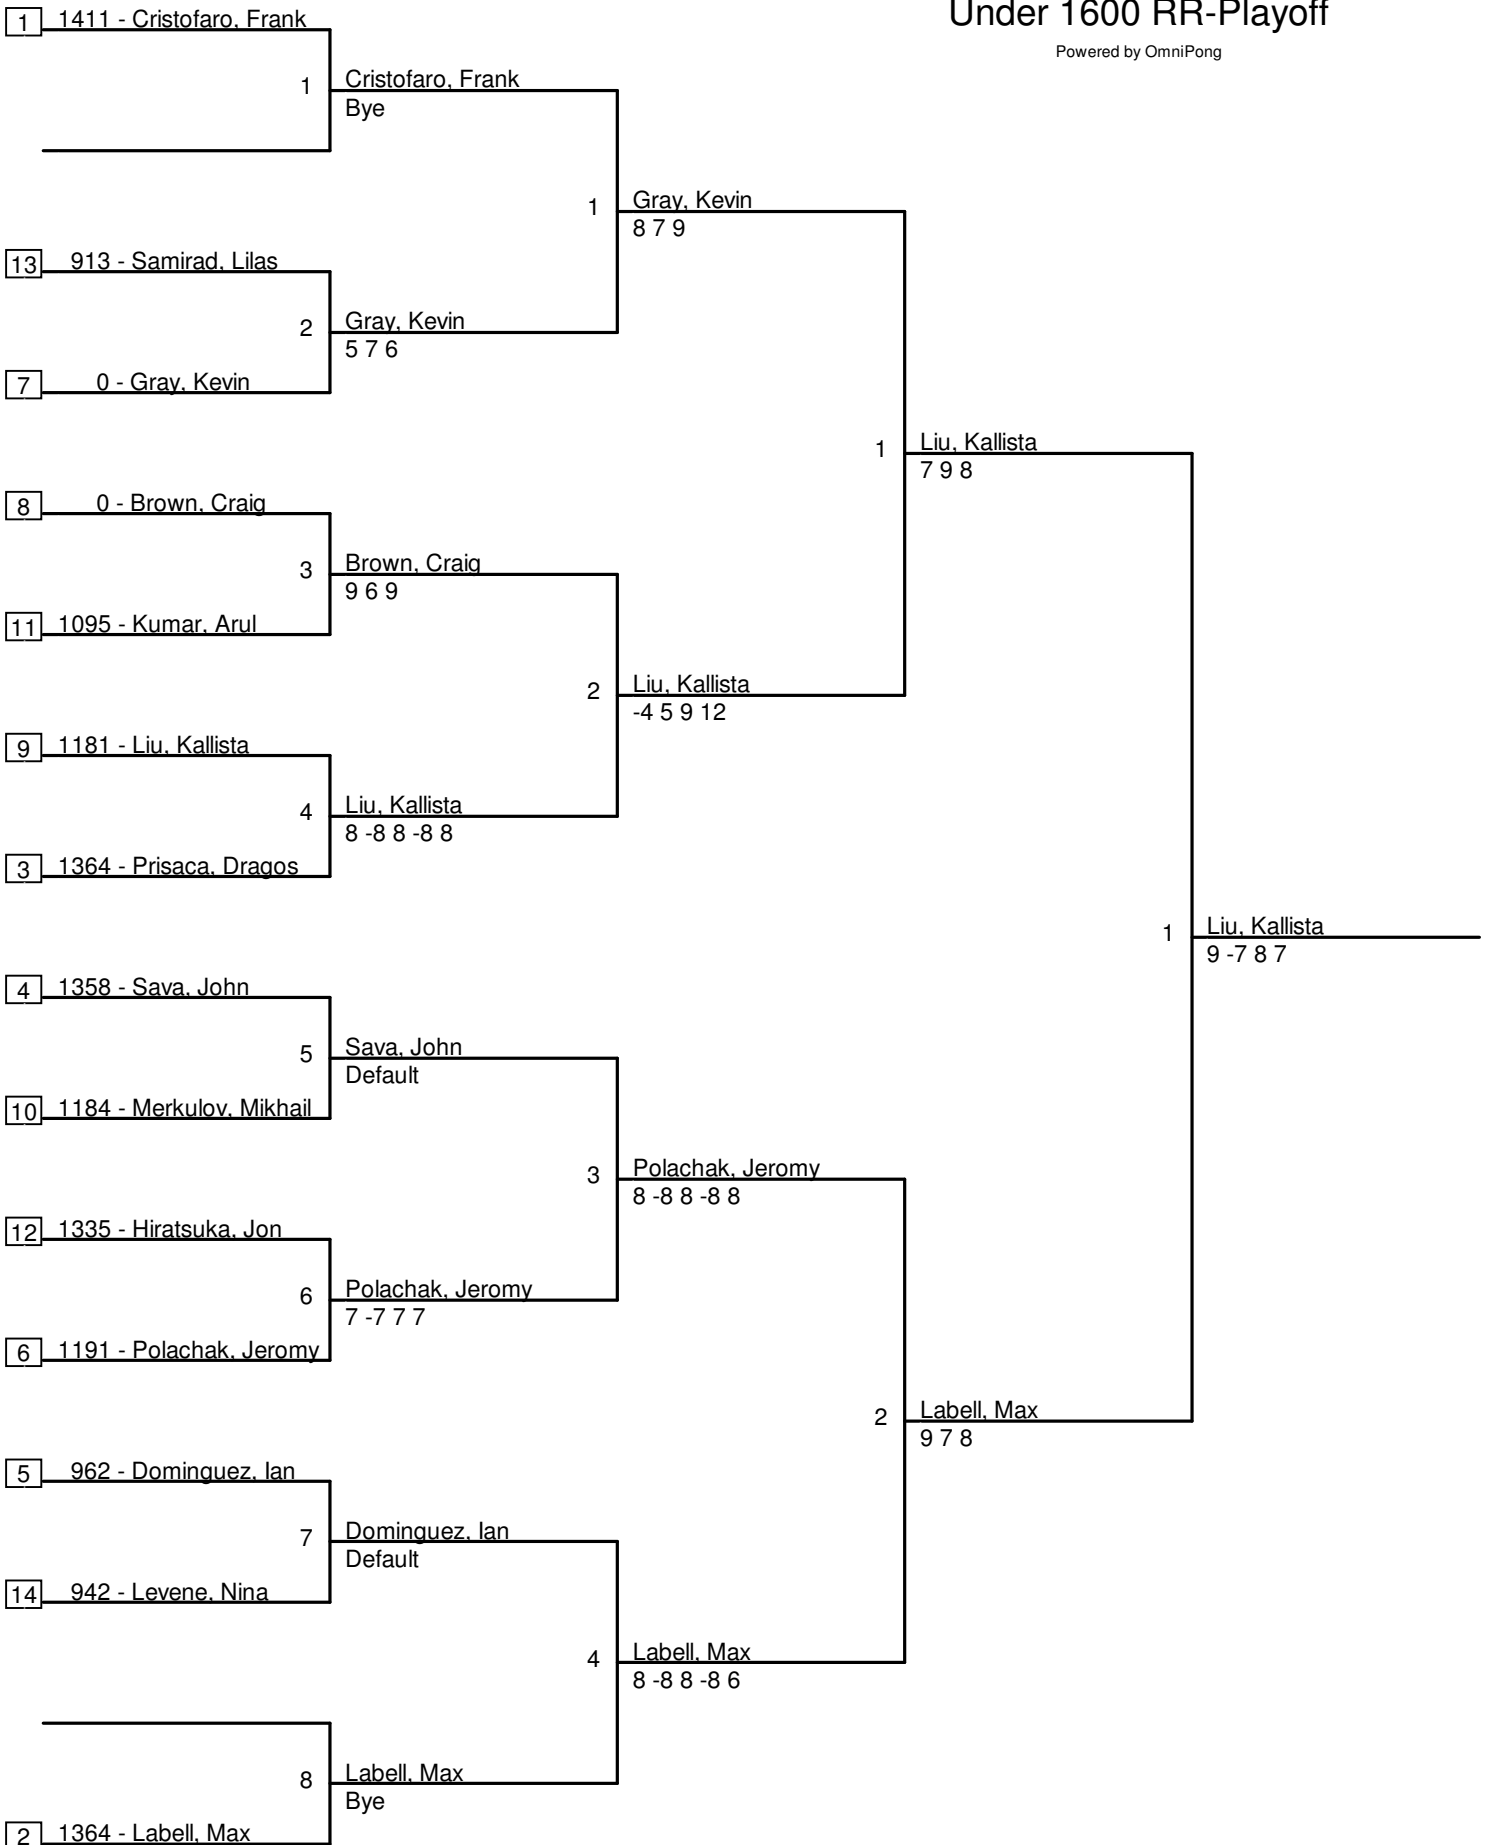 Under 1600 RR-Playoff
Powered by OmniPong
1 1411 - Cristofaro, Frank
1 Cristofaro, Frank
Bye
1 Gray, Kevin
8 7 9
13 913 - Samirad, Lilas
2 Gray, Kevin
5 7 6
7 0 - Gray, Kevin
1 Liu, Kallista
7 9 8
8 0 - Brown, Craig
3 Brown, Craig
9 6 9
11 1095 - Kumar, Arul
2 Liu, Kallista
-4 5 9 12
9 1181 - Liu, Kallista
4 Liu, Kallista
8 -8 8 -8 8
3 1364 - Prisaca, Dragos
1 Liu, Kallista
9 -7 8 7
4 1358 - Sava, John
5 Sava, John
Default
10 1184 - Merkulov, Mikhail
3 Polachak, Jeromy
8 -8 8 -8 8
12 1335 - Hiratsuka, Jon
6 Polachak, Jeromy
7 -7 7 7
6 1191 - Polachak, Jeromy
2 Labell, Max
9 7 8
5 962 - Dominguez, Ian
7 Dominguez, Ian
Default
14 942 - Levene, Nina
4 Labell, Max
8 -8 8 -8 6
8 Labell, Max
Bye
2 1364 - Labell, Max